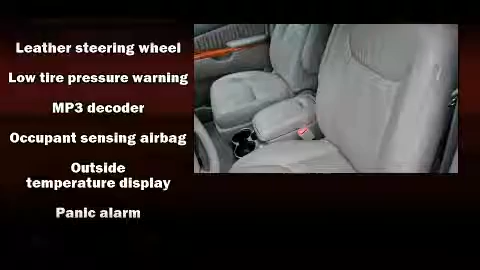 Leather steering wheel
Low tire pressure warning
MP3 decoder
Occupant sensing airbag
Outside
temperature display
Panic alarm